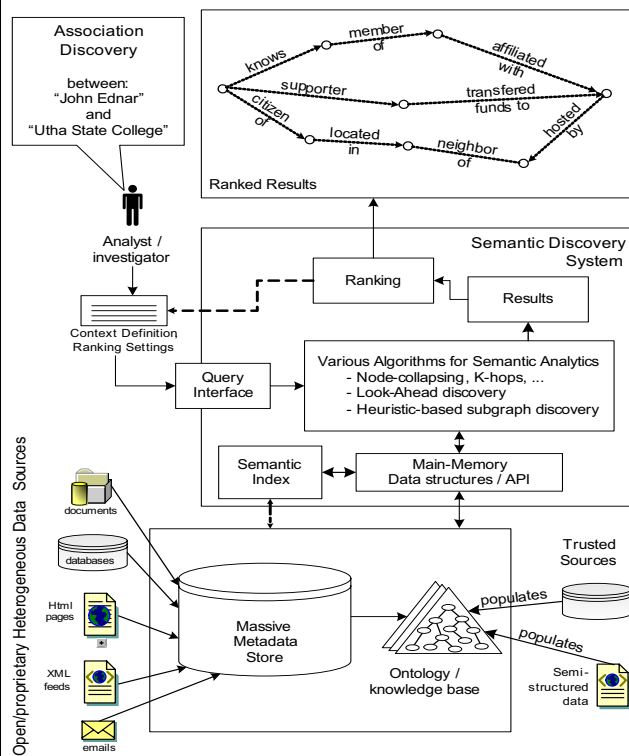 Association
Discovery
between:
“John Ednar”
and
“Utha State College”
knows
member
of
affiliated
with
supporter
transfered
funds to
citizen
of
located
in
neighbor
of
hosted
by
Ranked Results
Analyst /
investigator
Context Definition,
Ranking Settings
Semantic Discovery
System
Ranking
Results
Query
Interface
Various Algorithms for Semantic Analytics
- Node-collapsing, K-hops, ...
- Look-Ahead discovery
- Heuristic-based subgraph discovery
Semantic
Index
Main-Memory
Data structures / API
Open/proprietary Heterogeneous Data Sources
documents
databases
Html
pages
XML
feeds
emails
Massive
Metadata
Store
Ontology /
knowledge base
Trusted
Sources
populates
populates
Semi-
structured
data